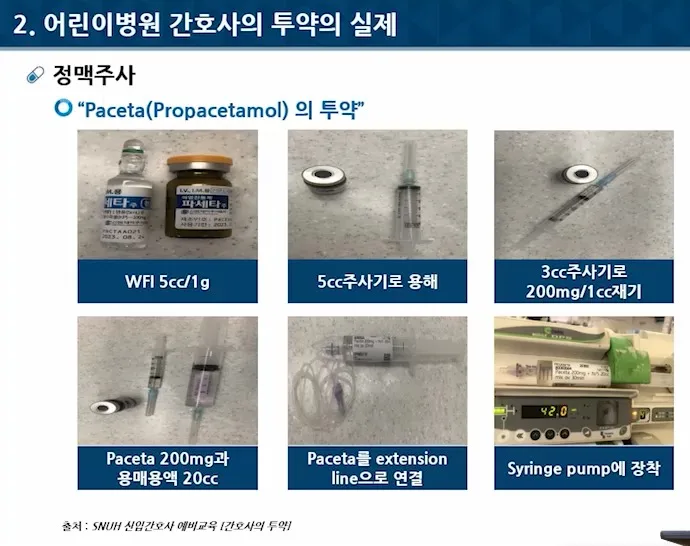 2. 어린이병원 간호사의 투약의 실제
정맥주사
“Paceta(Propacetamol) 의 투약”
파세타
WFI 5cc/1g
5cc주사기로 용해
3cc주사기로
200mg/1cc재기
Paceta 200mg과
용매용액 20cc
Paceta를 extension
line으로 연결
42.0
Syringe pump에 장착
출처 : SNUH 신입간호사 예비교육 [간호사의 투약]